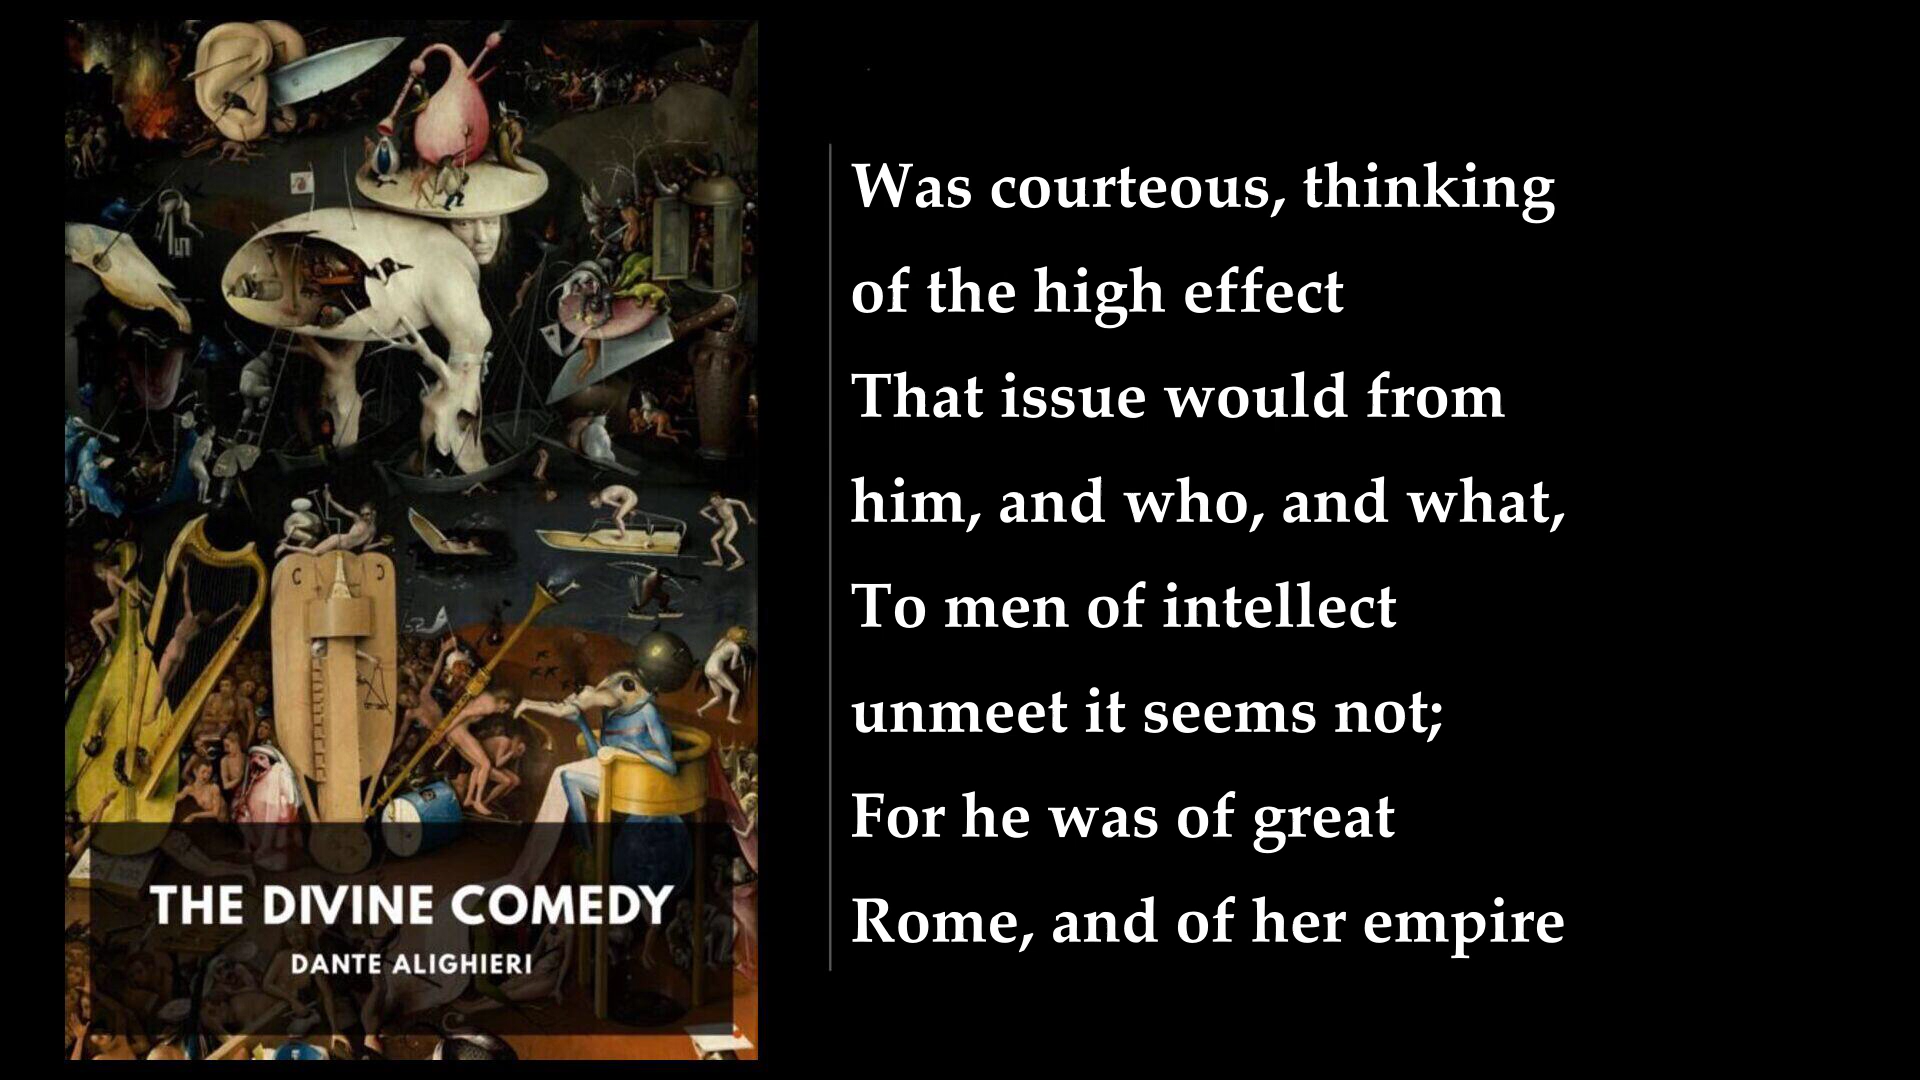 THE DIVINE COMEDY
DANTE ALIGHIERI
Was courteous, thinking
of the high effect
That issue would from
him, and who, and what,
To men of intellect
unmeet it seems not;
For he was of great
Rome, and of her empire